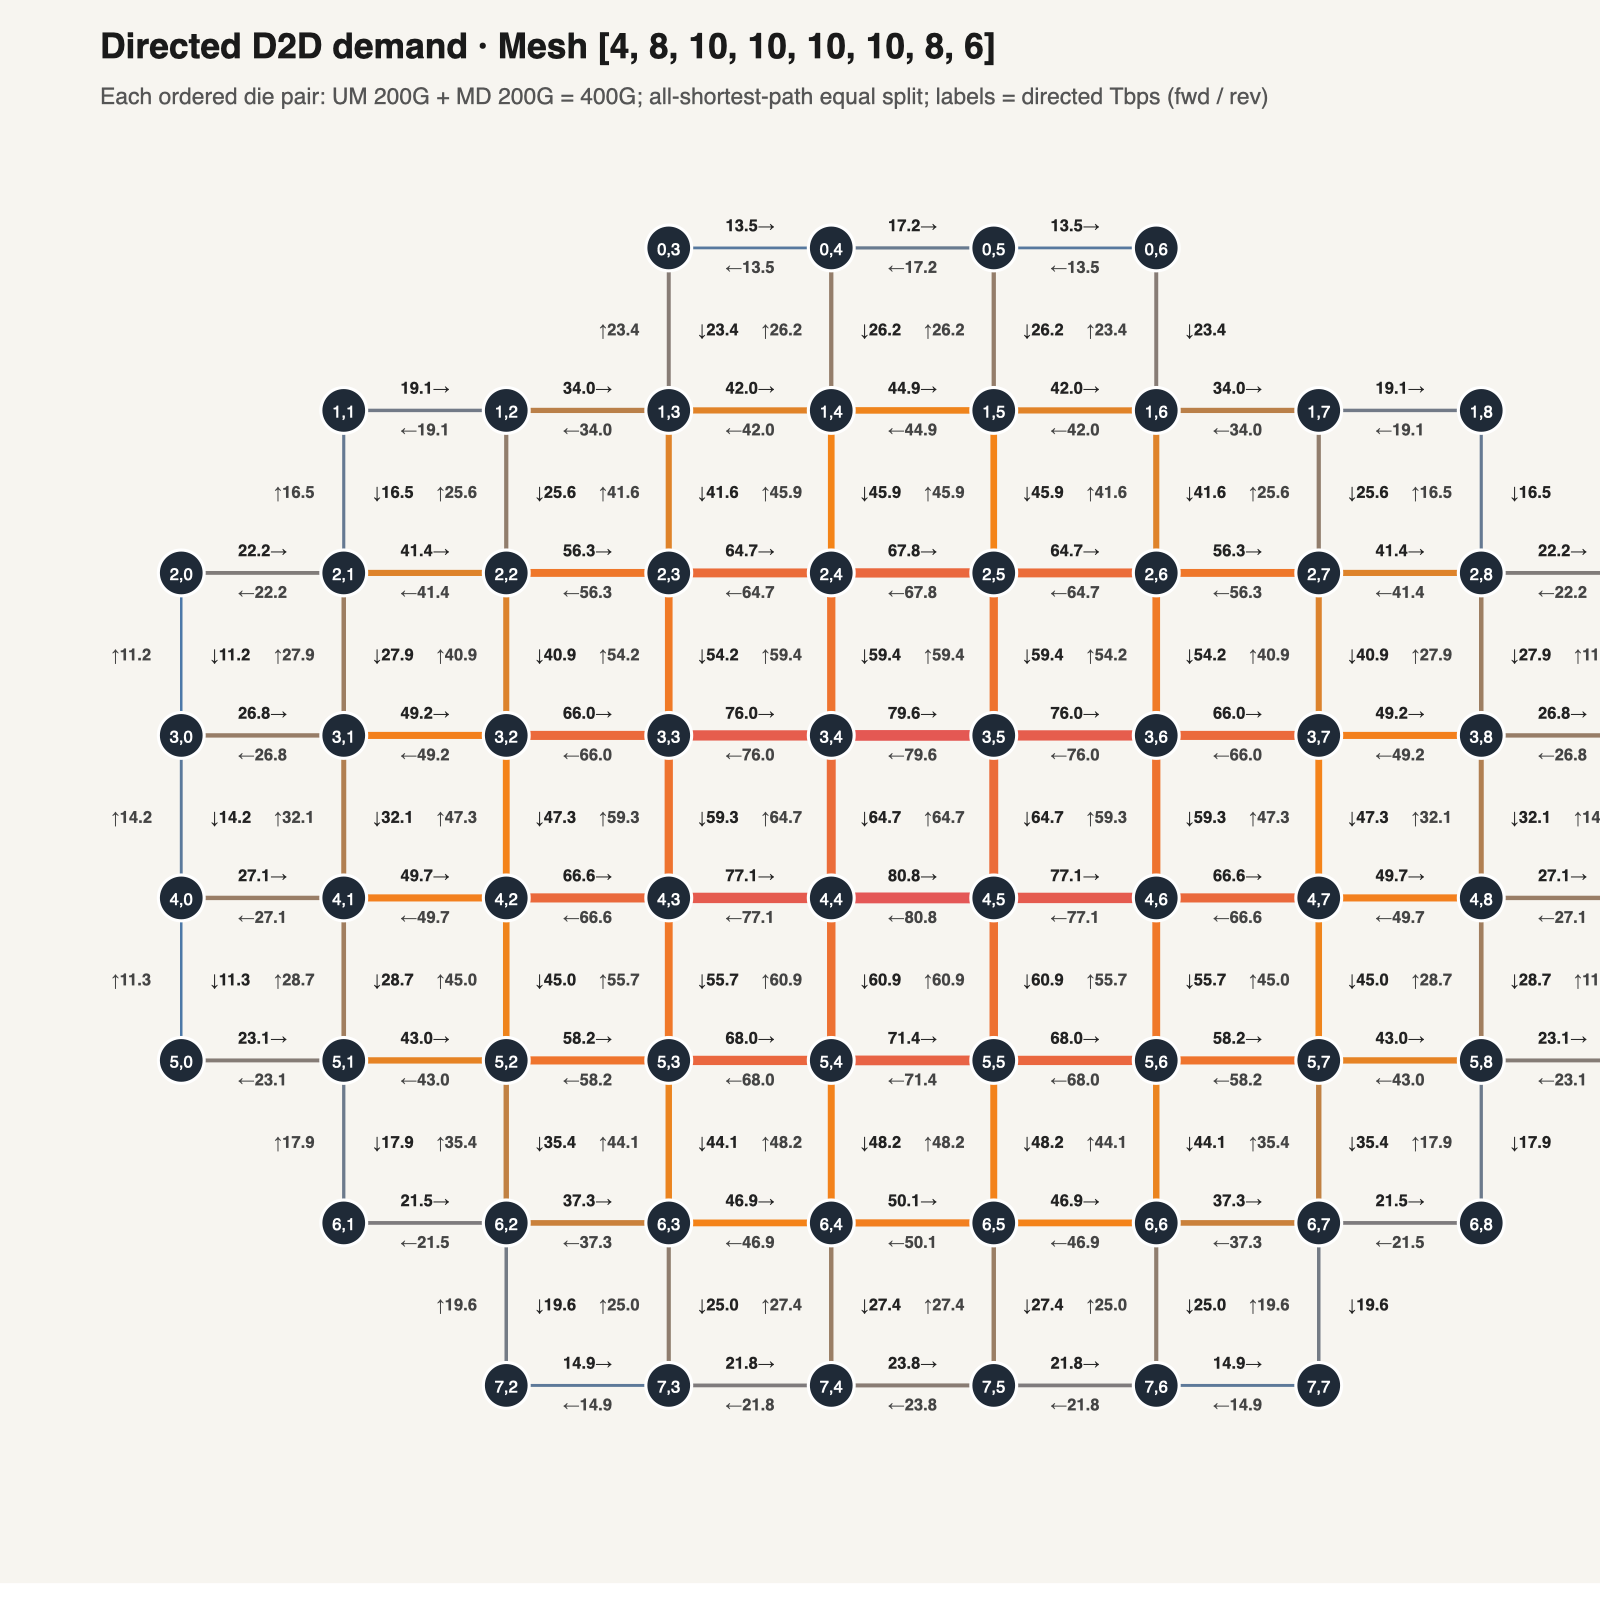 Directed D2D demand · Mesh [4, 8, 10, 10, 10, 10, 8, 6]
Each ordered die pair: UM 200G + MD 200G = 400G; all-shortest-path equal split; labels = directed Tbps (fwd / rev)
13.5→ 17.2→ 13.5→
0,3 0,4 0,5 0,6
←13.5 ←17.2 ←13.5
↑23.4 ↓23.4 ↑26.2 ↓26.2 ↑26.2 ↓26.2 ↑23.4 ↓23.4
19.1→ 34.0→ 42.0→ 44.9→ 42.0→ 34.0→ 19.1→
1,1 1,2 1,3 1,4 1,5 1,6 1,7 1,8
←19.1 ←34.0 ←42.0 ←44.9 ←42.0 ←34.0 ←19.1
↑16.5 ↓16.5 ↑25.6 ↓25.6 ↑41.6 ↓41.6 ↑45.9 ↓45.9 ↑45.9 ↓45.9 ↑41.6 ↓41.6 ↑25.6 ↓25.6 ↑16.5 ↓16.5
22.2→ 41.4→ 56.3→ 64.7→ 67.8→ 64.7→ 56.3→ 41.4→ 22.2→
2,0 2,1 2,2 2,3 2,4 2,5 2,6 2,7 2,8
←22.2 ←41.4 ←56.3 ←64.7 ←67.8 ←64.7 ←56.3 ←41.4 ←22.2
↑11.2 ↓11.2 ↑27.9 ↓27.9 ↑40.9 ↓40.9 ↑54.2 ↓54.2 ↑59.4 ↓59.4 ↑59.4 ↓59.4 ↑54.2 ↓54.2 ↑40.9 ↓40.9 ↑27.9 ↓27.9 ↑11
26.8→ 49.2→ 66.0→ 76.0→ 79.6→ 76.0→ 66.0→ 49.2→ 26.8→
3,0 3,1 3,2 3,3 3,4 3,5 3,6 3,7 3,8
←26.8 ←49.2 ←66.0 ←76.0 ←79.6 ←76.0 ←66.0 ←49.2 ←26.8
↑14.2 ↓14.2 ↑32.1 ↓32.1 ↑47.3 ↓47.3 ↑59.3 ↓59.3 ↑64.7 ↓64.7 ↑64.7 ↓64.7 ↑59.3 ↓59.3 ↑47.3 ↓47.3 ↑32.1 ↓32.1 ↑14
27.1→ 49.7→ 66.6→ 77.1→ 80.8→ 77.1→ 66.6→ 49.7→ 27.1→
4,0 4,1 4,2 4,3 4,4 4,5 4,6 4,7 4,8
←27.1 ←49.7 ←66.6 ←77.1 ←80.8 ←77.1 ←66.6 ←49.7 ←27.1
↑11.3 ↓11.3 ↑28.7 ↓28.7 ↑45.0 ↓45.0 ↑55.7 ↓55.7 ↑60.9 ↓60.9 ↑60.9 ↓60.9 ↑55.7 ↓55.7 ↑45.0 ↓45.0 ↑28.7 ↓28.7 ↑11
23.1→ 43.0→ 58.2→ 68.0→ 71.4→ 68.0→ 58.2→ 43.0→ 23.1→
5,0 5,1 5,2 5,3 5,4 5,5 5,6 5,7 5,8
←23.1 ←43.0 ←58.2 ←68.0 ←71.4 ←68.0 ←58.2 ←43.0 ←23.1
↑17.9 ↓17.9 ↑35.4 ↓35.4 ↑44.1 ↓44.1 ↑48.2 ↓48.2 ↑48.2 ↓48.2 ↑44.1 ↓44.1 ↑35.4 ↓35.4 ↑17.9 ↓17.9
21.5→ 37.3→ 46.9→ 50.1→ 46.9→ 37.3→ 21.5→
6,1 6,2 6,3 6,4 6,5 6,6 6,7 6,8
←21.5 ←37.3 ←46.9 ←50.1 ←46.9 ←37.3 ←21.5
↑19.6 ↓19.6 ↑25.0 ↓25.0 ↑27.4 ↓27.4 ↑27.4 ↓27.4 ↑25.0 ↓25.0 ↑19.6 ↓19.6
14.9→ 21.8→ 23.8→ 21.8→ 14.9→
7,2 7,3 7,4 7,5 7,6 7,7
←14.9 ←21.8 ←23.8 ←21.8 ←14.9